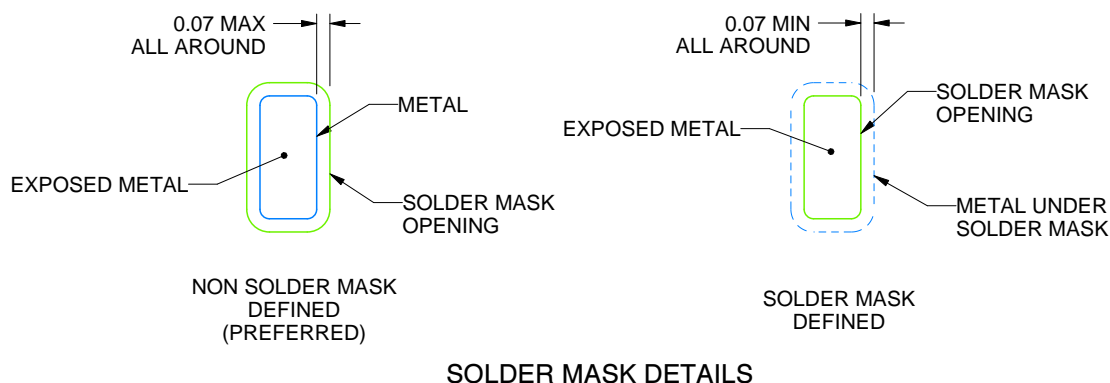 0.07 MAX
ALL AROUND
METAL
EXPOSED METAL
SOLDER MASK
OPENING
NON SOLDER MASK
DEFINED
(PREFERRED)
0.07 MIN
ALL AROUND
SOLDER MASK
OPENING
EXPOSED METAL
METAL UNDER
SOLDER MASK
SOLDER MASK
DEFINED
SOLDER MASK DETAILS